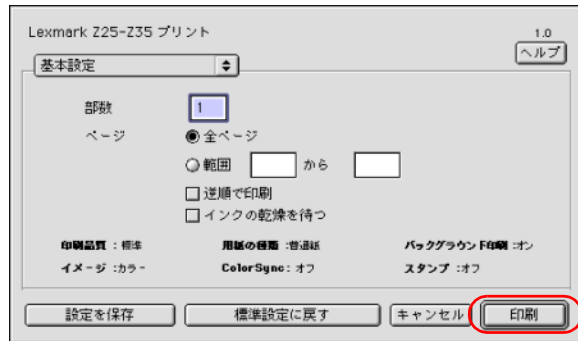 Lexmark Z25-Z35 プリント
1.0
ヘルプ
基本設定
部数 1
ページ 全ページ
範囲 から
逆順で印刷
インクの乾燥を待つ
印刷品質 : 標準 用紙の種類 :普通紙 バックグラウンド印刷 :オン
イメージ :カラー ColorSync: オフ スタンプ :オフ
設定を保存 標準設定に戻す キャンセル 印刷